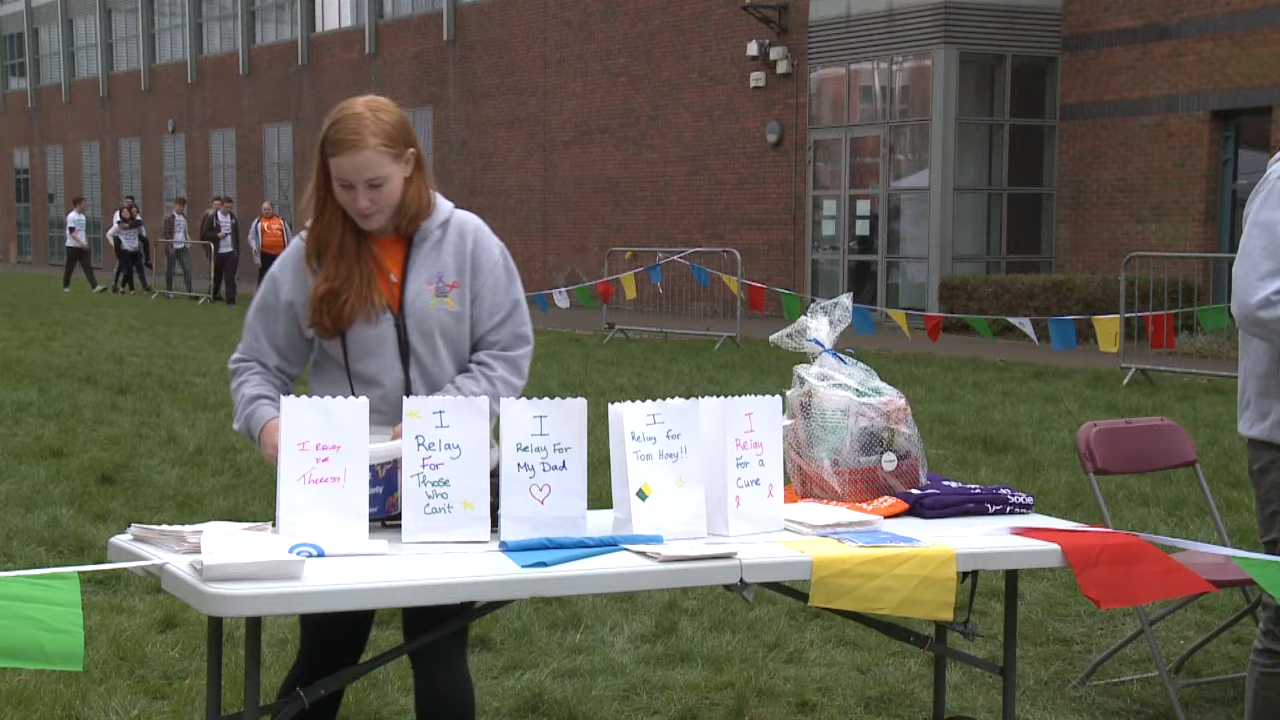 I RELAY
FOR
THERESA!
I
Relay
For
Those
Who
Can't
I
Relay For
My Dad
I
Relay for
Tom Hoey!!
I
Relay
For a
Cure